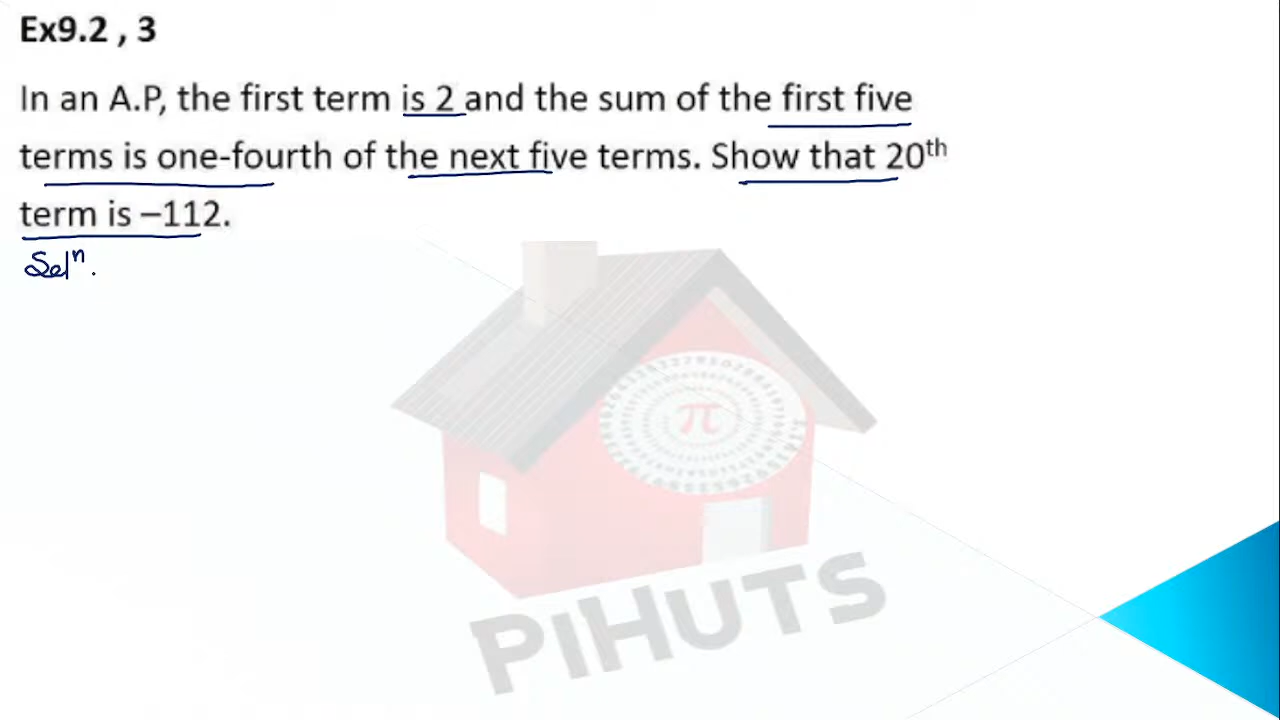 Ex9.2 , 3
In an A.P, the first term is 2 and the sum of the first five
terms is one-fourth of the next five terms. Show that 20th
term is –112.
Solⁿ.
π
PiHUTS